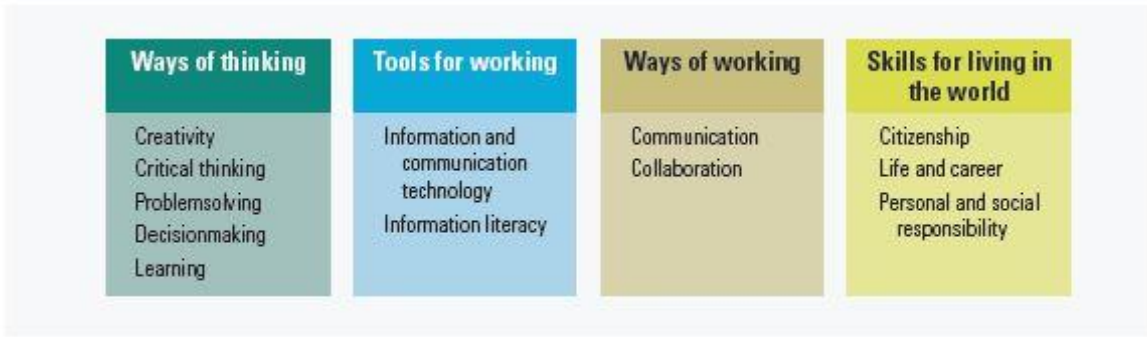 Ways of thinking
Creativity
Critical thinking
Problemsolving
Decisionmaking
Learning
Tools for working
Information and
communication
technology
Information literacy
Ways of working
Communication
Collaboration
Skills for living in
the world
Citizenship
Life and career
Personal and social
responsibility